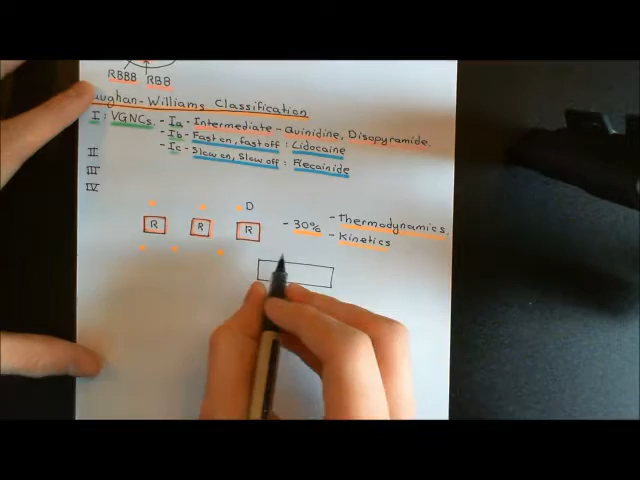 RBBB RBB
Vaughan-Williams Classification
I : VGNCs - Ia - Intermediate - Quinidine, Disopyramide
- Ib - Fast on, fast off : Lidocaine
- Ic - Slow on, Slow off : Flecainide
II
III
IV
D
R R R - 30% - Thermodynamics
- Kinetics